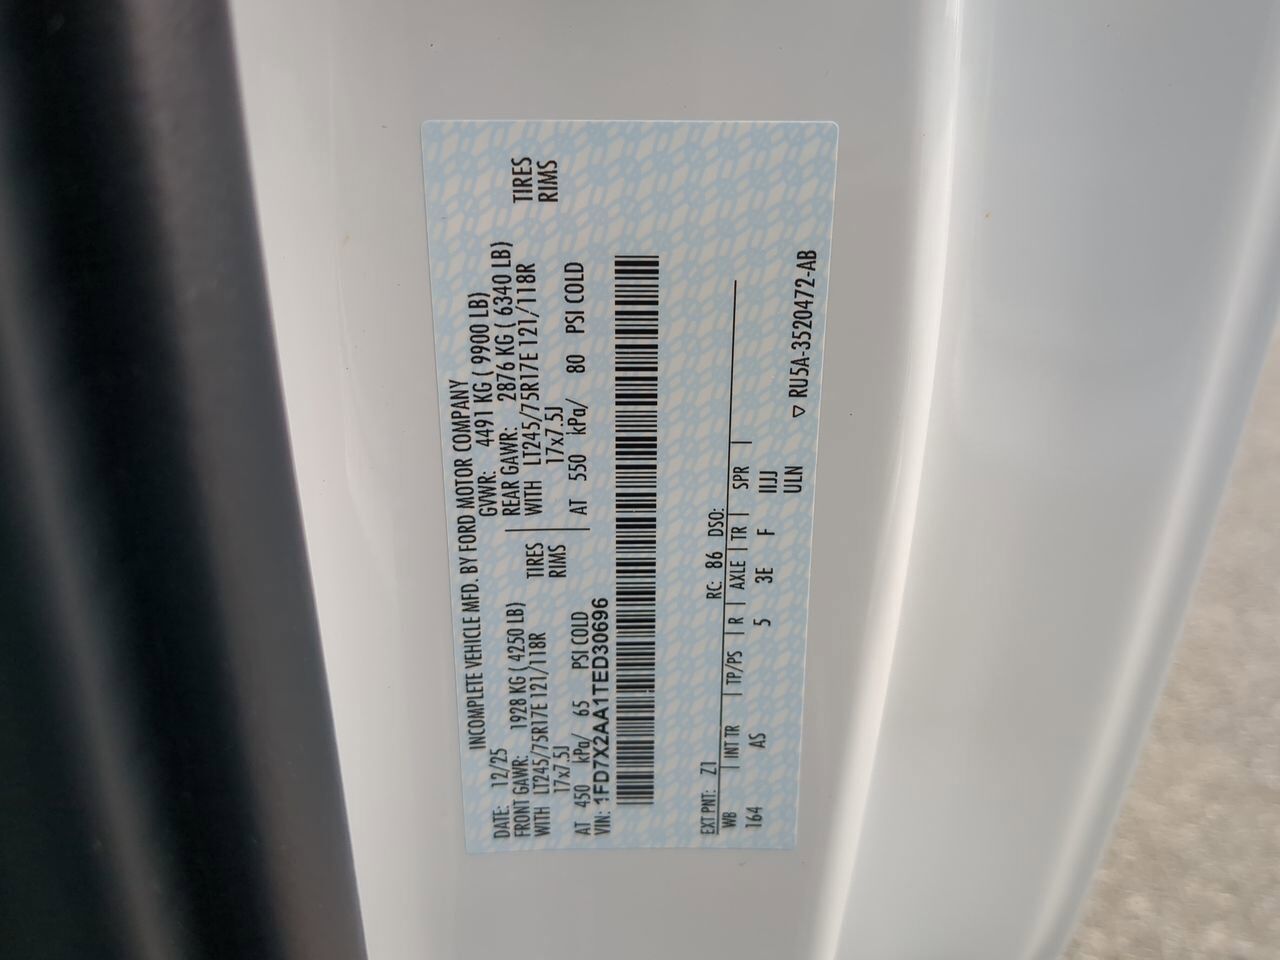 INCOMPLETE VEHICLE MFD. BY FORD MOTOR COMPANY
DATE: 12/25 GVWR: 4491 KG ( 9900 LB)
FRONT GAWR: 1928 KG ( 4250 LB) REAR GAWR: 2876 KG ( 6340 LB)
WITH LT245/75R17E 121/118R TIRES WITH LT245/75R17E 121/118R TIRES
17x7.5J RIMS 17x7.5J RIMS
AT 450 kPa/ 65 PSI COLD AT 550 kPa/ 80 PSI COLD
VIN: 1FD7X2AA1TED30696
EXT PNT: Z1 RC: 86 DSO:
WB | INT TR | TP/PS | R | AXLE | TR | SPR |
164 AS 5 3E F IIJJ
ULN
▽ RU5A-3520472-AB